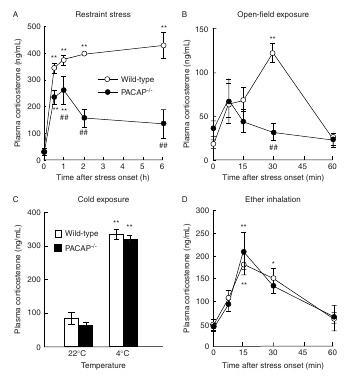 A
Restraint stress
Plasma corticosterone (ng/mL)
500
400
300
200
100
0
**
**
**
**
**
Wild-type
PACAP–/–
**
**
##
##
##
0 1 2 3 4 5 6
Time after stress onset (h)
B
Open-field exposure
Plasma corticosterone (ng/mL)
150
100
50
0
**
##
0 15 30 60
Time after stress onset (min)
C
Cold exposure
Plasma corticosterone (ng/mL)
400
300
200
100
0
Wild-type
PACAP–/–
** **
22°C 4°C
Temperature
D
Ether inhalation
Plasma corticosterone (ng/mL)
300
250
200
150
100
50
0
**
**
*
0 15 30 60
Time after stress onset (min)